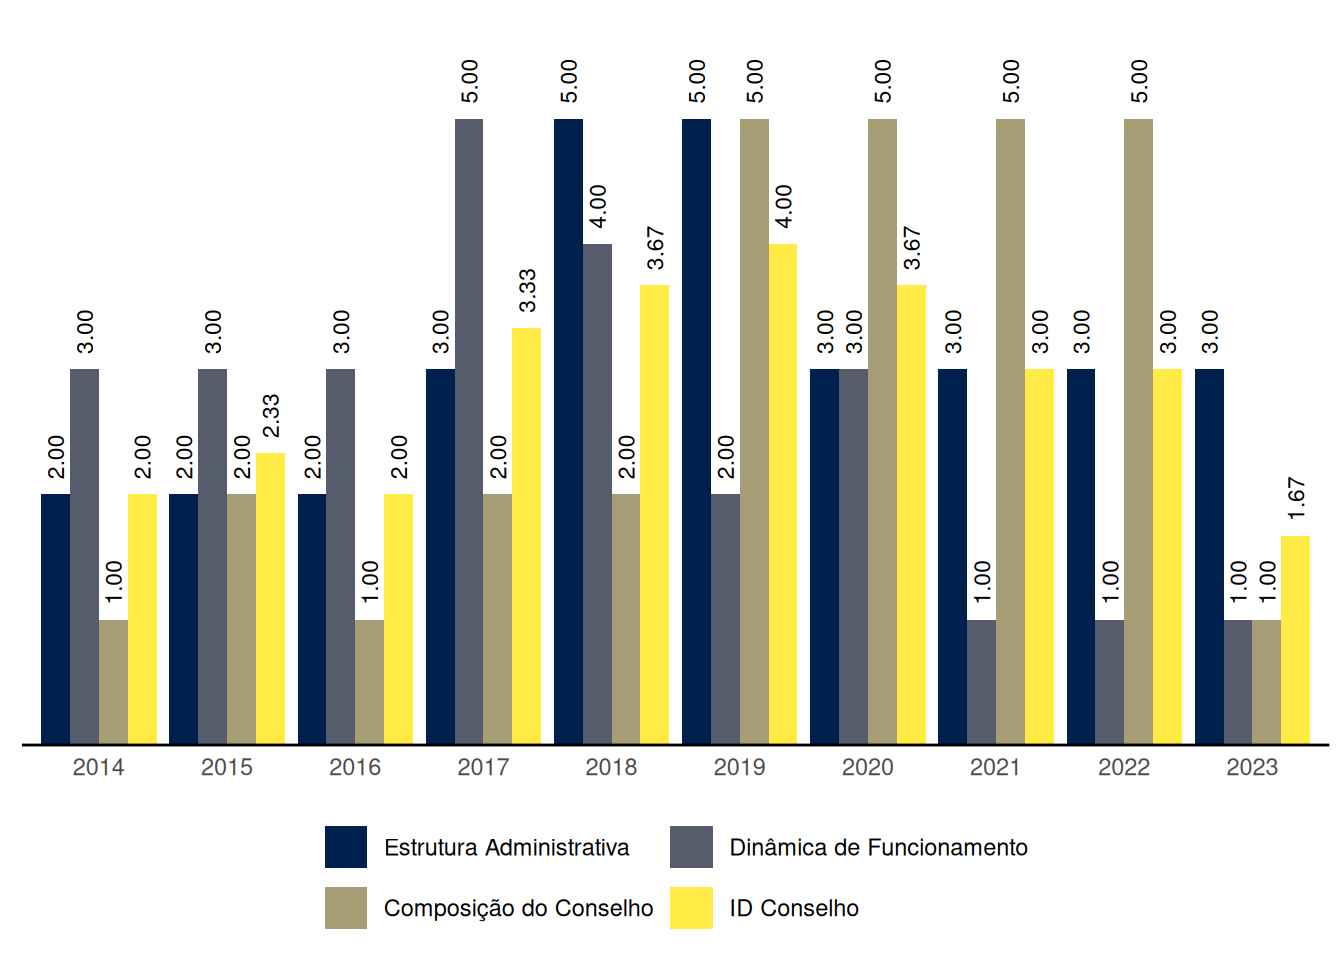 5.00 5.00 5.00 5.00 5.00 5.00 5.00
4.00 4.00
3.67 3.67
3.33
3.00 3.00 3.00 3.00 3.00 3.00 3.00 3.00 3.00 3.00 3.00
2.33
2.00 2.00 2.00 2.00 2.00 2.00 2.00 2.00 2.00
1.67
1.00 1.00 1.00 1.00 1.00 1.00
2014 2015 2016 2017 2018 2019 2020 2021 2022 2023
Estrutura Administrativa Dinâmica de Funcionamento
Composição do Conselho ID Conselho